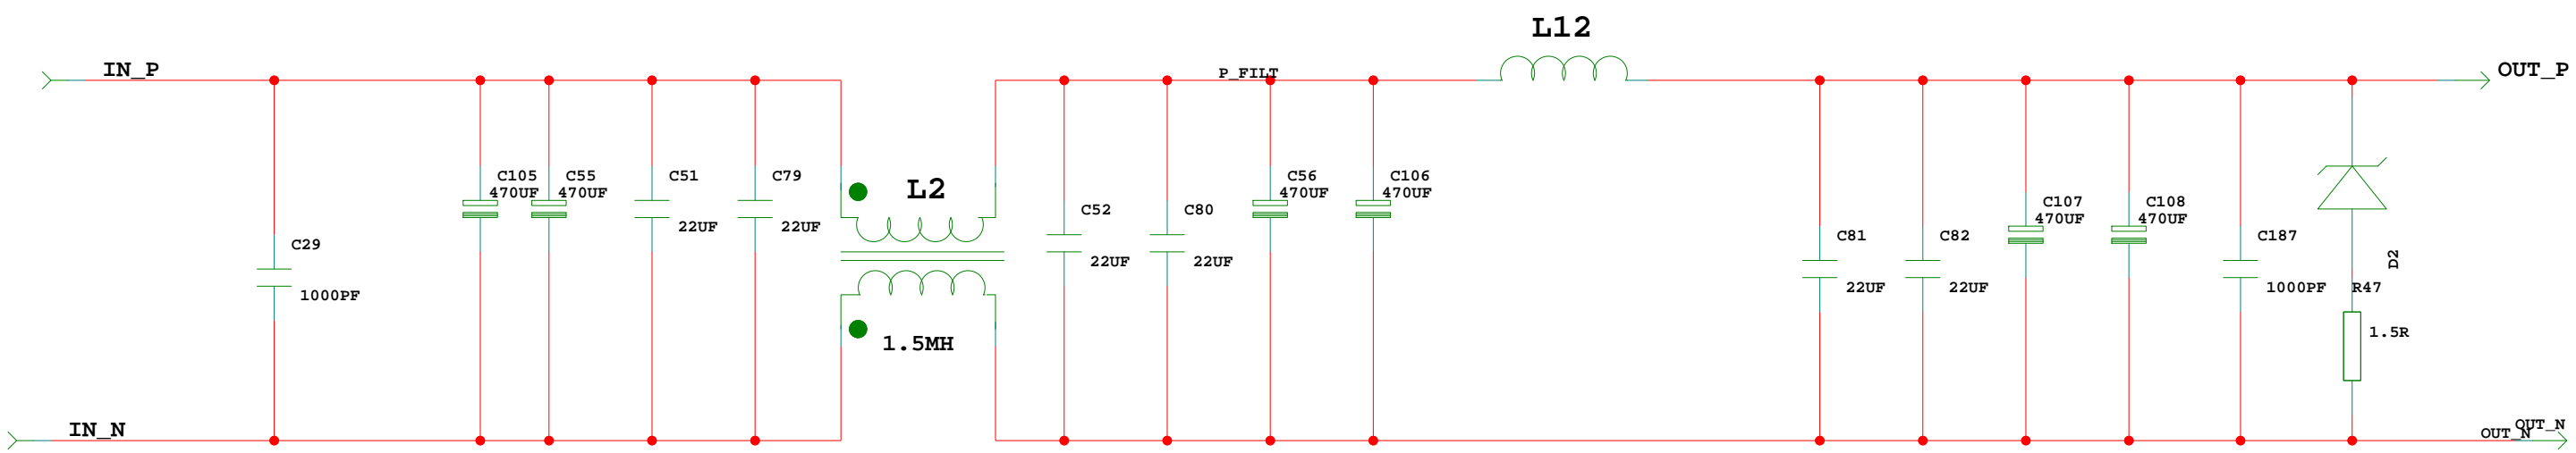 L12
IN_P
P_FILT
OUT_P
C105
470UF
C55
470UF
C51
22UF
C79
22UF
L2
1.5MH
C29
1000PF
C52
22UF
C80
22UF
C56
470UF
C106
470UF
C81
22UF
C82
22UF
C107
470UF
C108
470UF
C187
1000PF
D2
R47
1.5R
IN_N
OUT_N
OUT_N